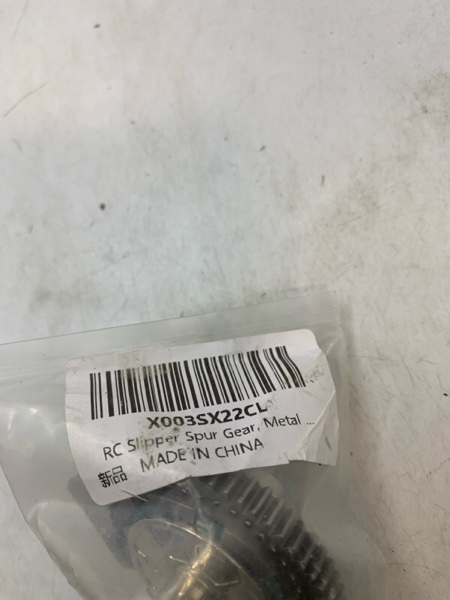 X003SX22CL
RC Slipper Spur Gear, Metal ...
新品 MADE IN CHINA